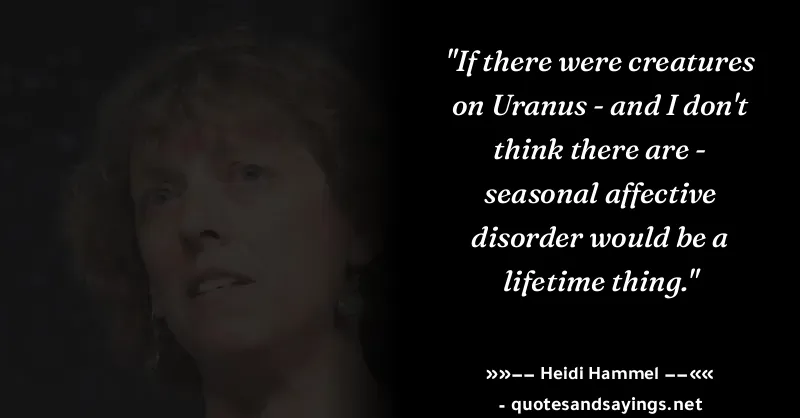 "If there were creatures
on Uranus - and I don't
think there are -
seasonal affective
disorder would be a
lifetime thing."
»»−− Heidi Hammel −−««
- quotesandsayings.net